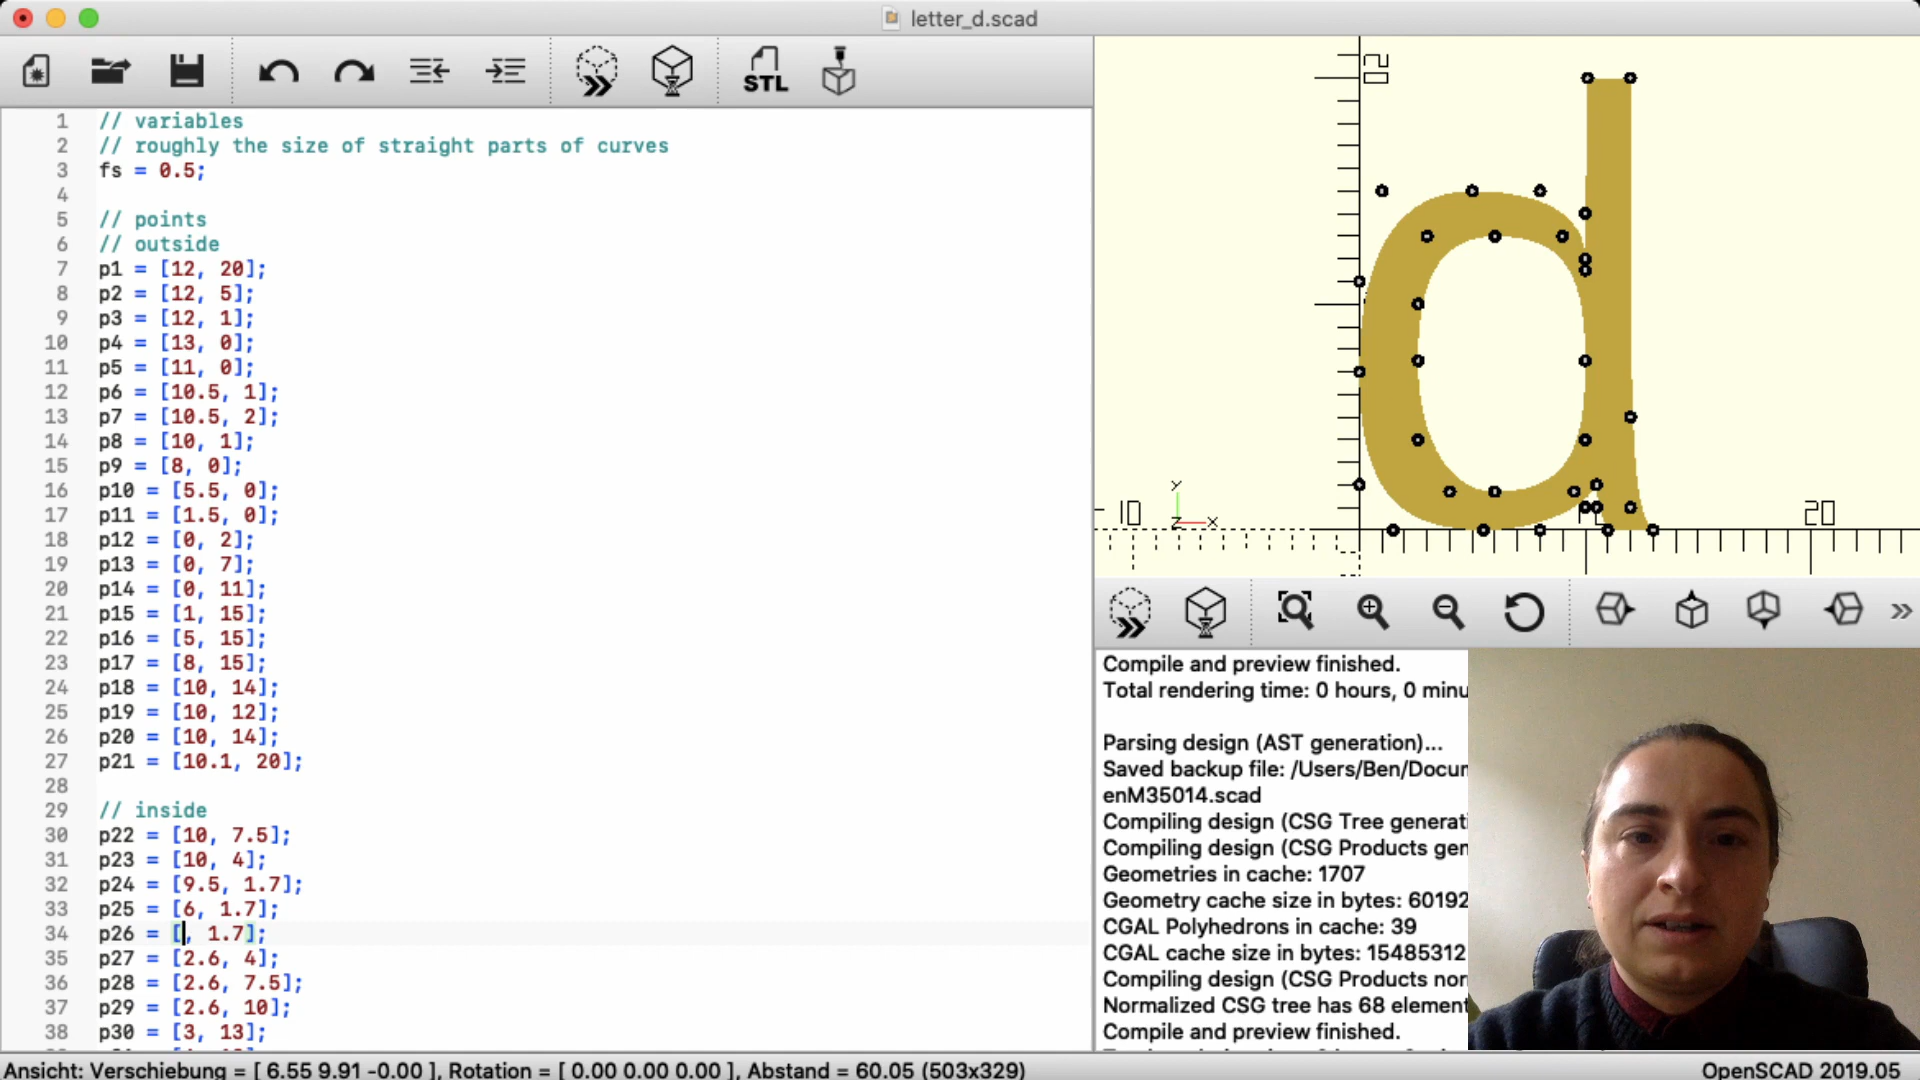 letter_d.scad
STL
1 // variables
2 // roughly the size of straight parts of curves
3 fs = 0.5;
4
5 // points
6 // outside
7 p1 = [12, 20];
8 p2 = [12, 5];
9 p3 = [12, 1];
10 p4 = [13, 0];
11 p5 = [11, 0];
12 p6 = [10.5, 1];
13 p7 = [10.5, 2];
14 p8 = [10, 1];
15 p9 = [8, 0];
16 p10 = [5.5, 0];
17 p11 = [1.5, 0];
18 p12 = [0, 2];
19 p13 = [0, 7];
20 p14 = [0, 11];
21 p15 = [1, 15];
22 p16 = [5, 15];
23 p17 = [8, 15];
24 p18 = [10, 14];
25 p19 = [10, 12];
26 p20 = [10, 14];
27 p21 = [10.1, 20];
28
29 // inside
30 p22 = [10, 7.5];
31 p23 = [10, 4];
32 p24 = [9.5, 1.7];
33 p25 = [6, 1.7];
34 p26 = [, 1.7];
35 p27 = [2.6, 4];
36 p28 = [2.6, 7.5];
37 p29 = [2.6, 10];
38 p30 = [3, 13];
20
d
-10
Y
Z X
20
Compile and preview finished.
Total rendering time: 0 hours, 0 minu
Parsing design (AST generation)...
Saved backup file: /Users/Ben/Docum
enM35014.scad
Compiling design (CSG Tree generati
Compiling design (CSG Products gen
Geometries in cache: 1707
Geometry cache size in bytes: 60192
CGAL Polyhedrons in cache: 39
CGAL cache size in bytes: 15485312
Compiling design (CSG Products nor
Normalized CSG tree has 68 element
Compile and preview finished.
Ansicht: Verschiebung = [ 6.55 9.91 -0.00 ], Rotation = [ 0.00 0.00 0.00 ], Abstand = 60.05 (503x329)
OpenSCAD 2019.05